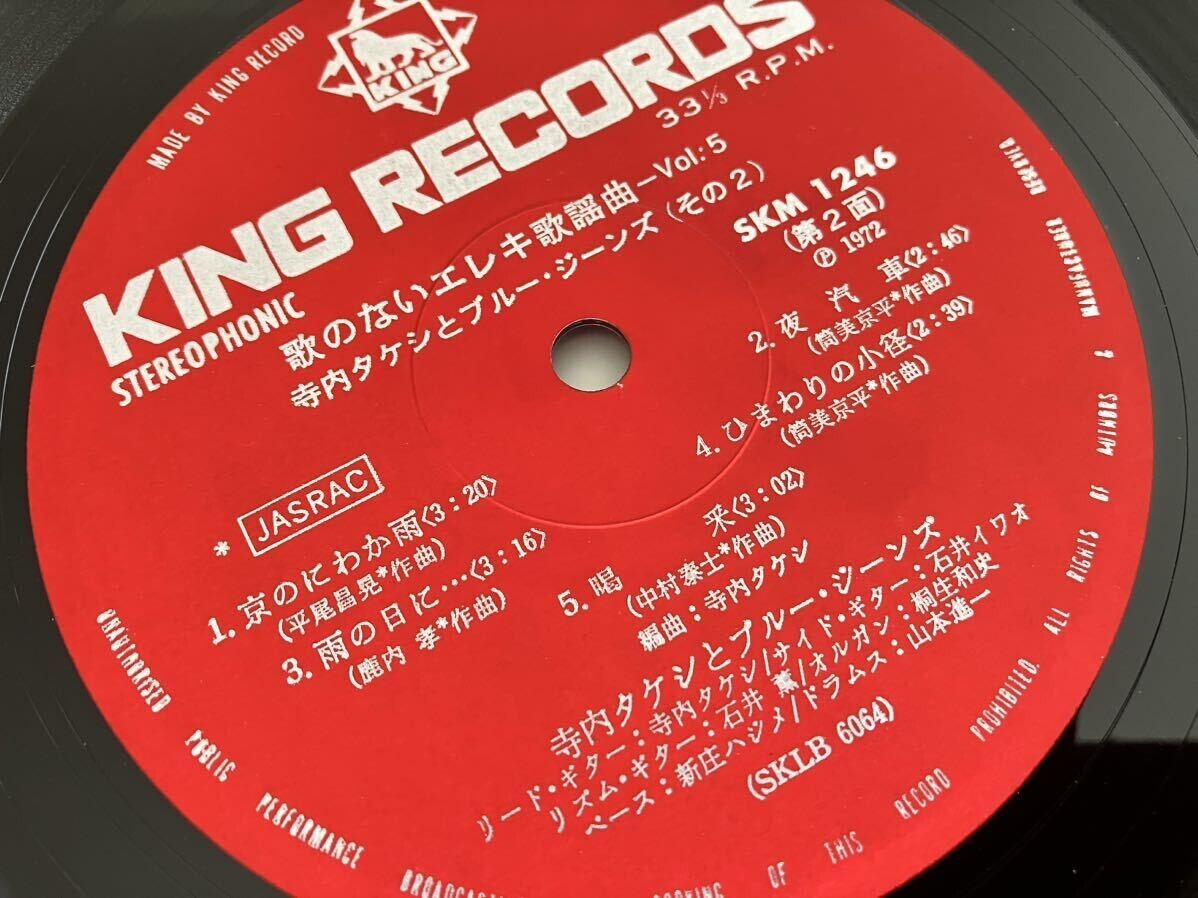 MADE BY KING RECORD
KING
KING RECORDS
STEREOPHONIC
33⅓ R.P.M.
歌のないエレキ歌謡曲—Vol:5
寺内タケシとブルー・ジーンズ(その2)
SKM 1246
(第2面)
Ⓟ 1972
* JASRAC
1. 京のにわか雨〈3:20〉
(平尾昌晃*作曲)
2. 夜汽車〈2:46〉
(筒美京平*作曲)
3. 雨の日に…〈3:16〉
(鹿内 孝*作曲)
4. ひまわりの小径〈2:39〉
(筒美京平*作曲)
5. 喝采〈3:02〉
(中村泰士*作曲)
編曲:寺内タケシ
寺内タケシとブルー・ジーンズ
リード・ギター:寺内タケシ/サイド・ギター:石井イワオ
リズム・ギター:石井 薫/オルガン:桐生和史
ベース:新庄ハジメ/ドラムス:山本進一
(SKLB 6064)
UNAUTHORISED PUBLIC PERFORMANCE OF THIS RECORD PROHIBITED. ALL RIGHTS OF AUTHORS & MANUFACTURER RESERVED